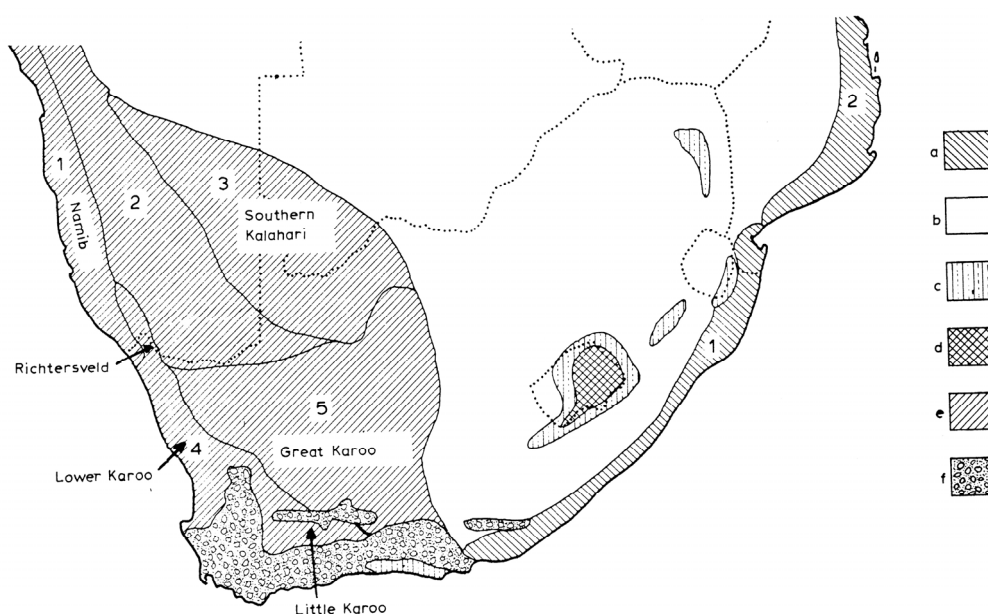 1
2
3
Southern
Kalahari
Namib
Richtersveld
5
Great Karoo
4
Lower Karoo
Little Karoo
1
2
a
b
c
d
e
f